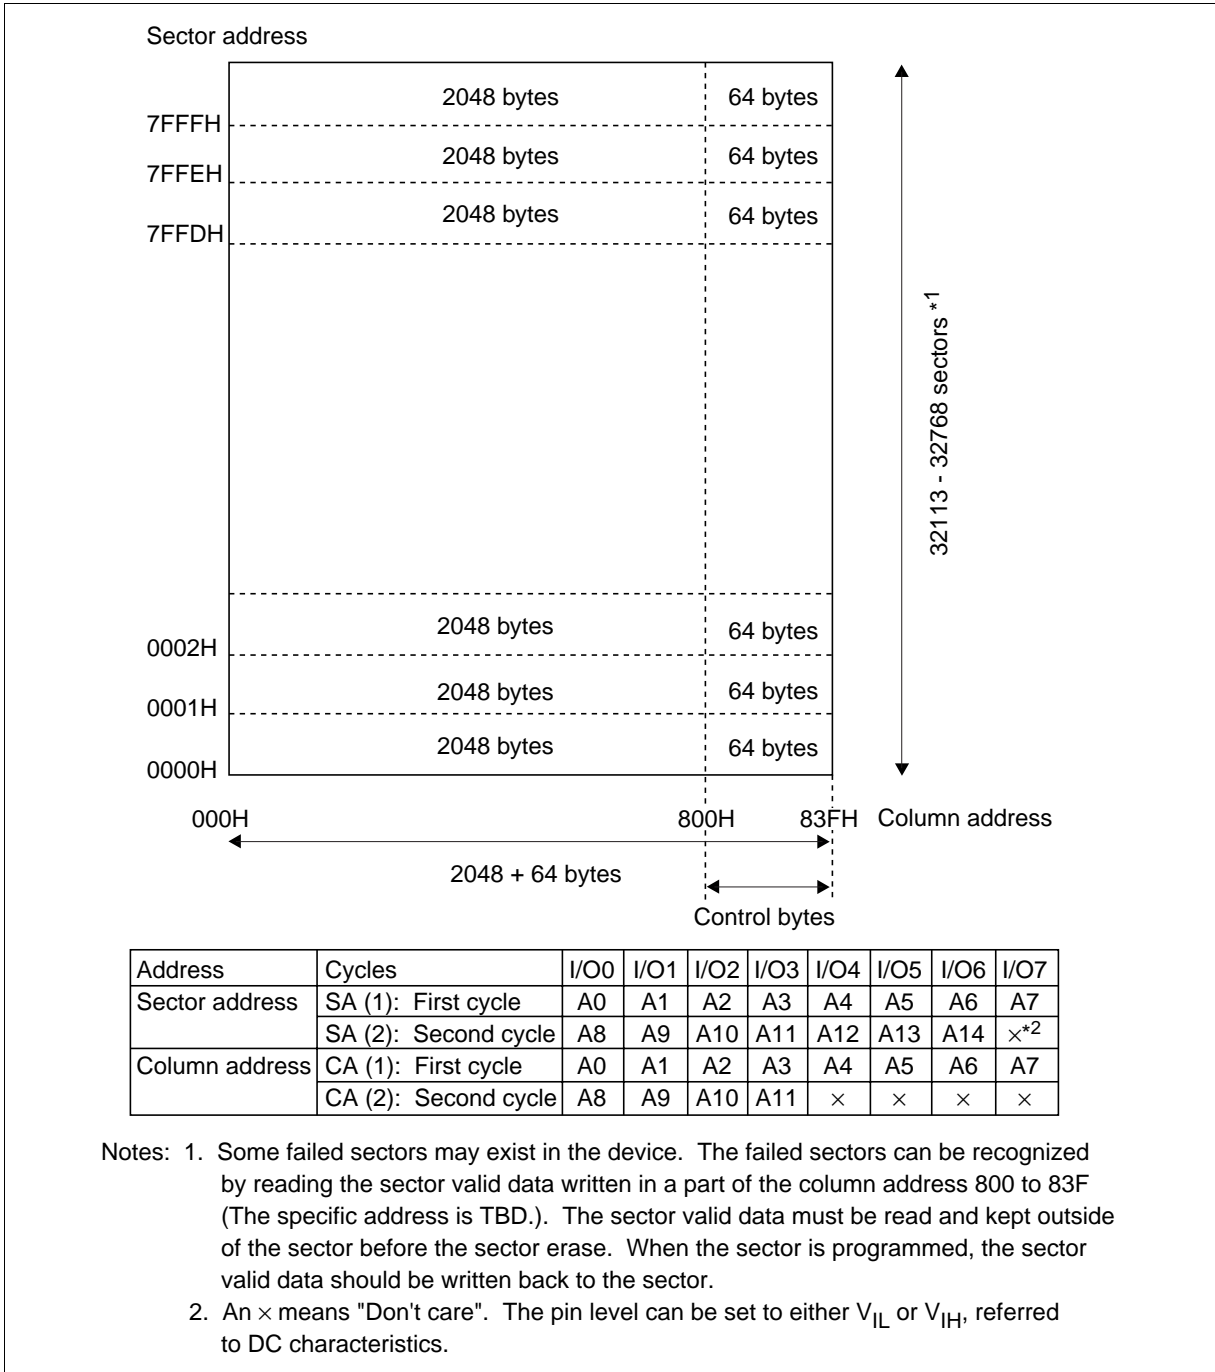 Sector address
2048 bytes 64 bytes
7FFFH
2048 bytes 64 bytes
7FFEH
2048 bytes 64 bytes
7FFDH
32113 - 32768 sectors *1
2048 bytes 64 bytes
0002H
2048 bytes 64 bytes
0001H
2048 bytes 64 bytes
0000H
000H 800H 83FH Column address
2048 + 64 bytes
Control bytes
Address Cycles I/O0 I/O1 I/O2 I/O3 I/O4 I/O5 I/O6 I/O7
Sector address SA (1): First cycle A0 A1 A2 A3 A4 A5 A6 A7
SA (2): Second cycle A8 A9 A10 A11 A12 A13 A14 ×*2
Column address CA (1): First cycle A0 A1 A2 A3 A4 A5 A6 A7
CA (2): Second cycle A8 A9 A10 A11 × × × ×
Notes: 1. Some failed sectors may exist in the device. The failed sectors can be recognized
by reading the sector valid data written in a part of the column address 800 to 83F
(The specific address is TBD.). The sector valid data must be read and kept outside
of the sector before the sector erase. When the sector is programmed, the sector
valid data should be written back to the sector.
2. An × means "Don't care". The pin level can be set to either VIL or VIH, referred
to DC characteristics.